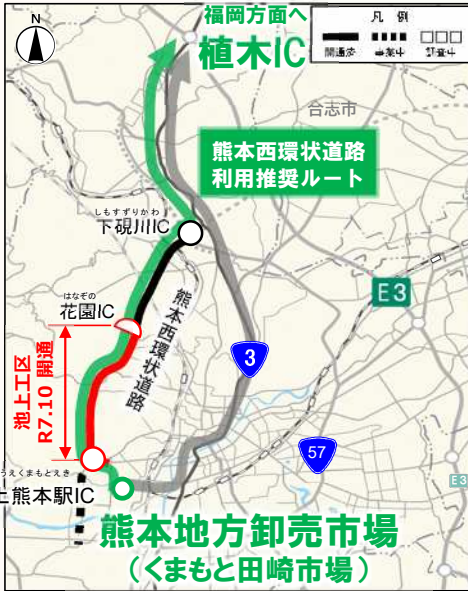 福岡方面へ
植木IC
N
凡 例
開通済
事業中
調査中
合志市
熊本西環状道路
利用推奨ルート
しもすずりかわ
下硯川IC
はなぞの
花園IC
E3
熊本西環状道路
池上工区
R7.10 開通
3
57
うえくまもとえき
上熊本駅IC
E3
熊本地方卸売市場
(くまもと田崎市場)